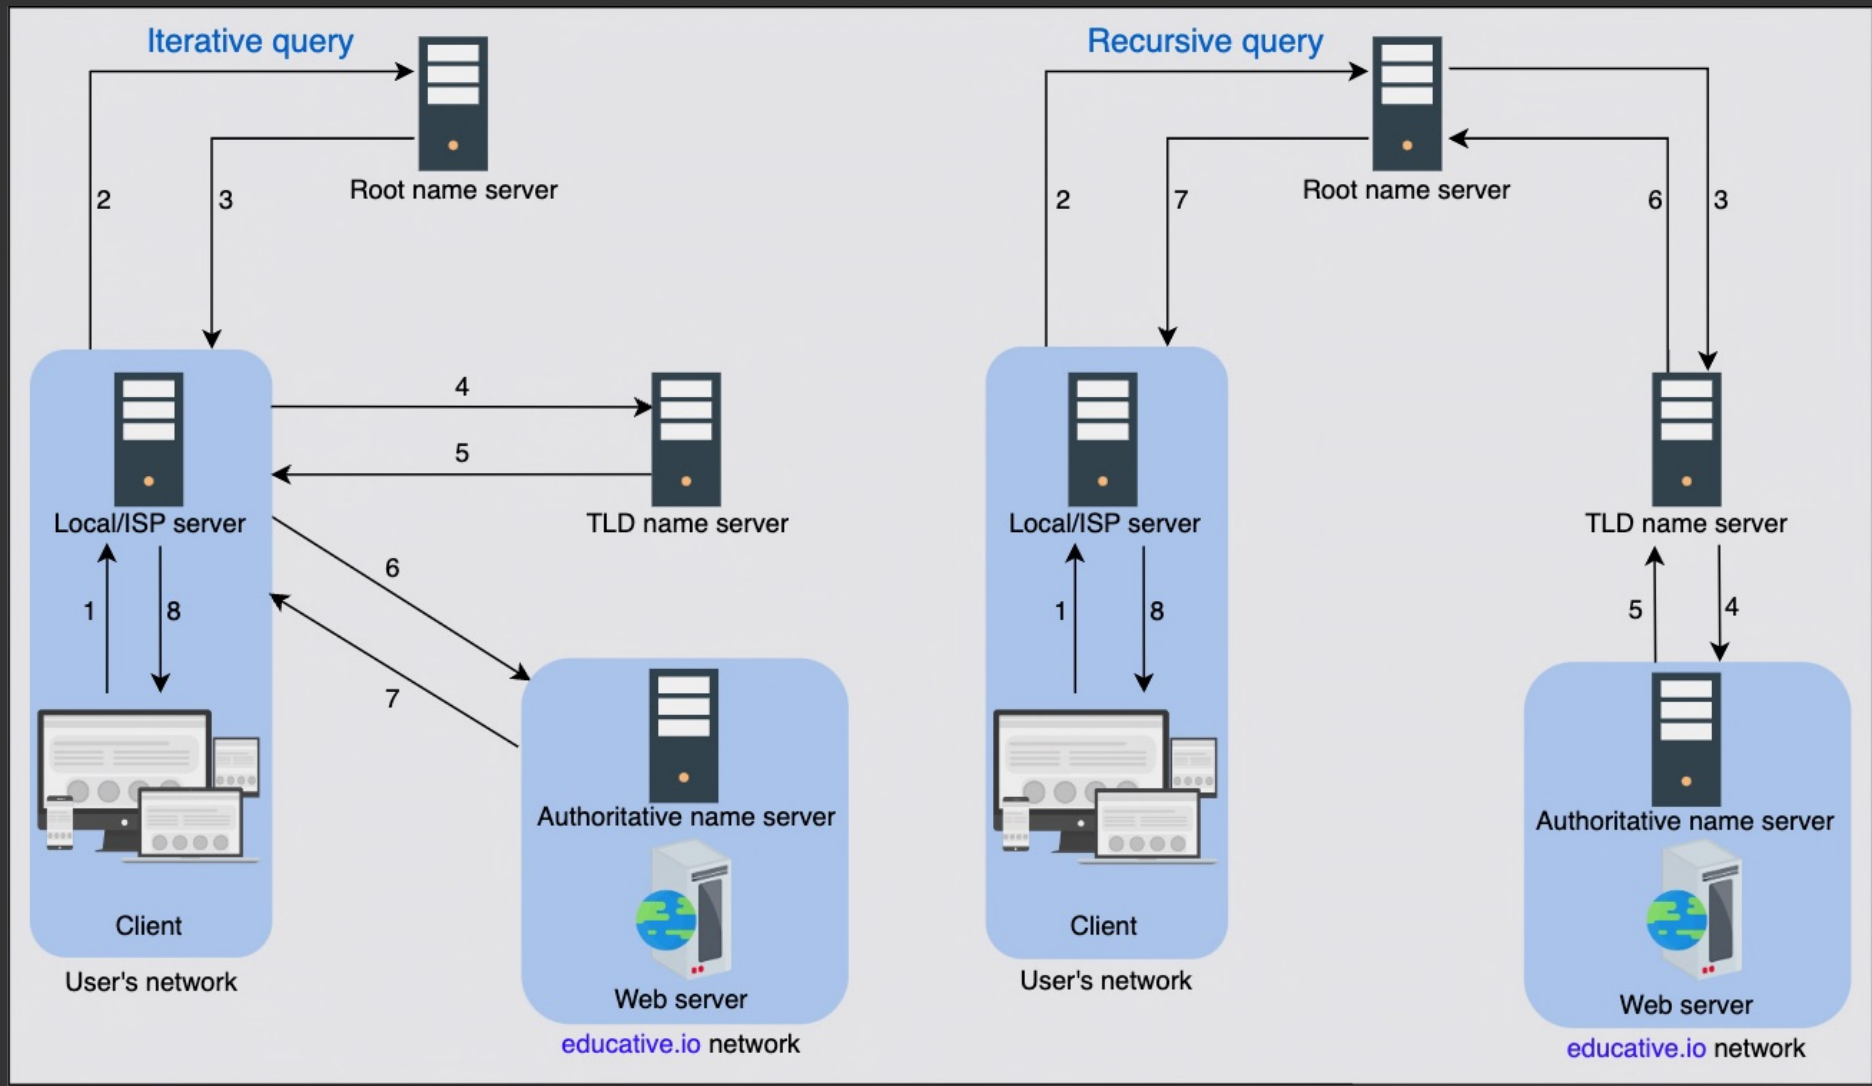 Iterative query
2
3
Root name server
4
5
Local/ISP server
TLD name server
1
8
6
7
Authoritative name server
Client
User's network
Web server
educative.io network
Recursive query
2
7
Root name server
6
3
Local/ISP server
TLD name server
1
8
5
4
Authoritative name server
Client
User's network
Web server
educative.io network